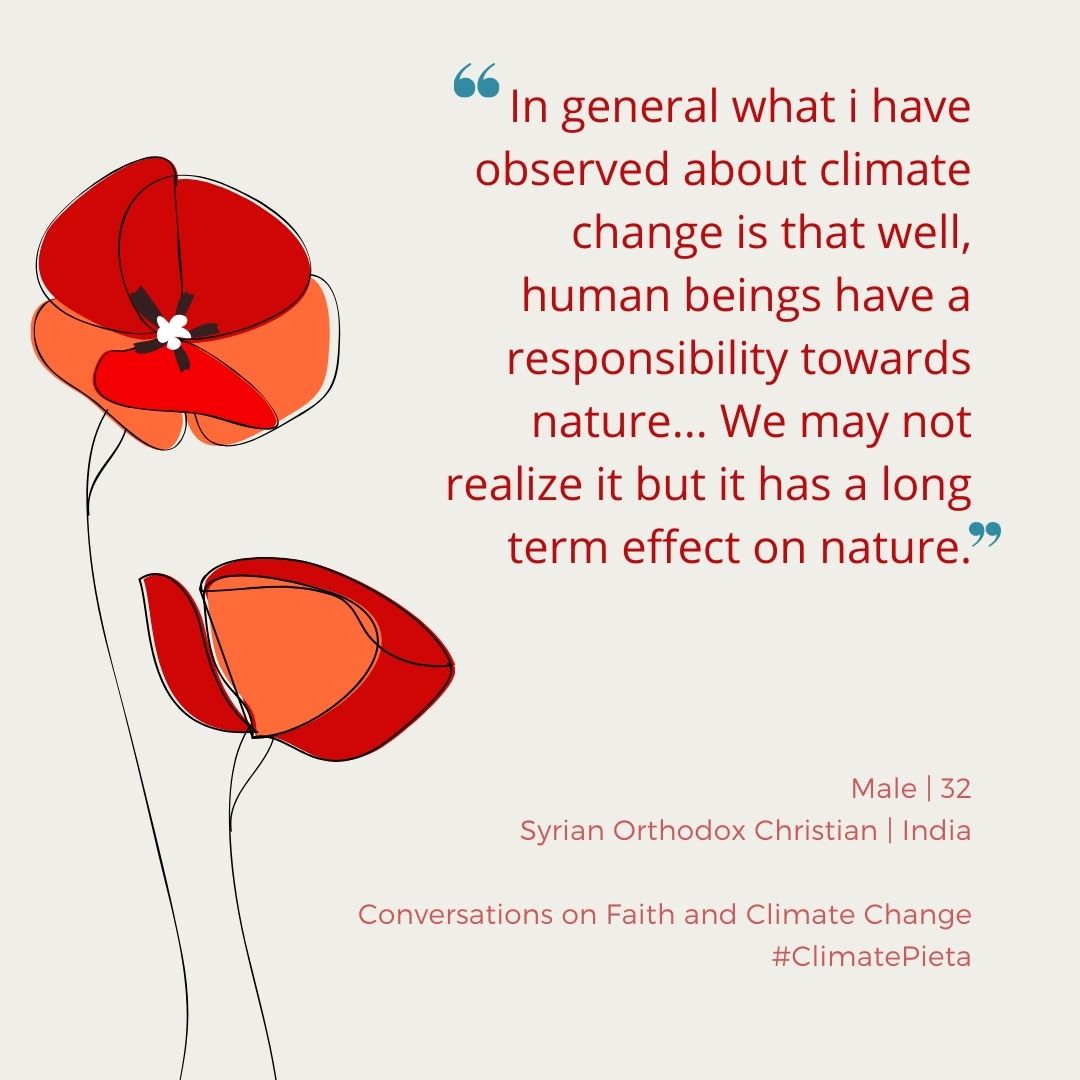 “ In general what i have
observed about climate
change is that well,
human beings have a
responsibility towards
nature... We may not
realize it but it has a long
term effect on nature.”
Male | 32
Syrian Orthodox Christian | India
Conversations on Faith and Climate Change
#ClimatePieta